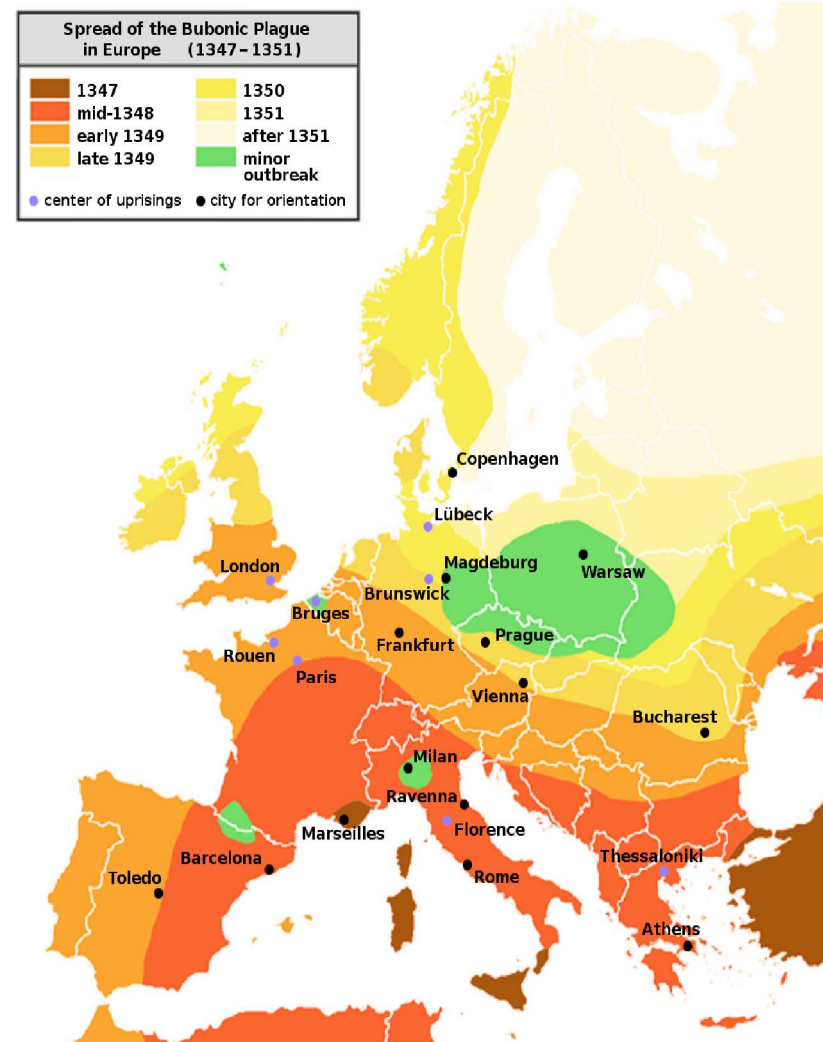 Spread of the Bubonic Plague
in Europe (1347–1351)
1347
mid-1348
early 1349
late 1349
1350
1351
after 1351
minor
outbreak
center of uprisings
city for orientation
Copenhagen
Lübeck
Magdeburg
Warsaw
London
Brunswick
Bruges
Frankfurt
Prague
Rouen
Paris
Vienna
Bucharest
Milan
Ravenna
Marseilles
Florence
Barcelona
Thessaloniki
Toledo
Rome
Athens